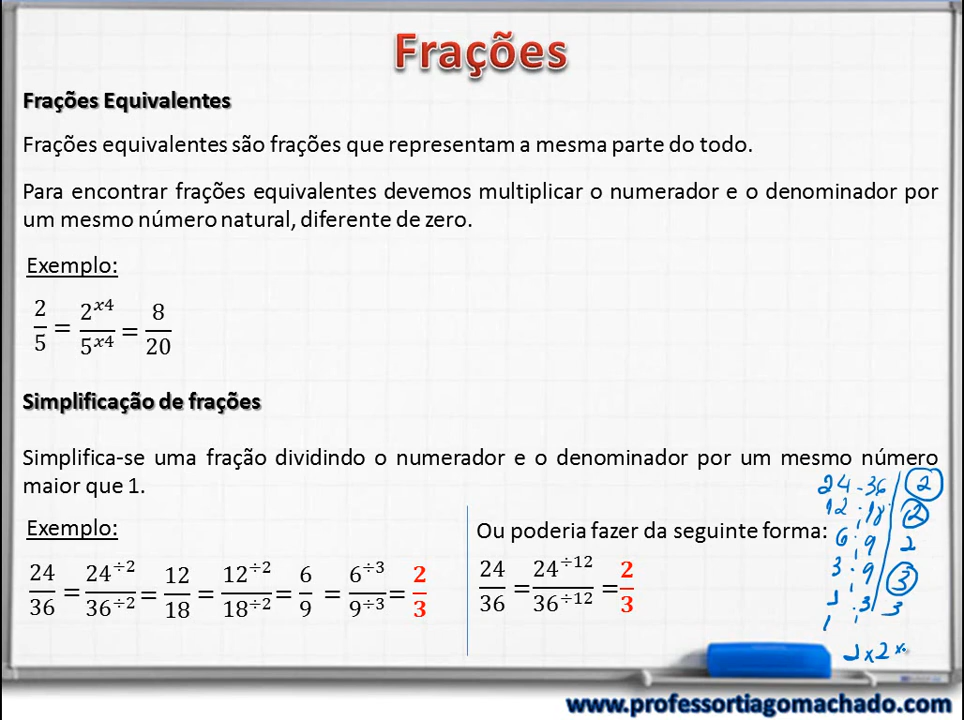 Frações
Frações Equivalentes
Frações equivalentes são frações que representam a mesma parte do todo.
Para encontrar frações equivalentes devemos multiplicar o numerador e o denominador por
um mesmo número natural, diferente de zero.
Exemplo:
2/5 = 2^x4/5^x4 = 8/20
Simplificação de frações
Simplifica-se uma fração dividindo o numerador e o denominador por um mesmo número
maior que 1.
Exemplo:
24/36 = 24^÷2/36^÷2 = 12/18 = 12^÷2/18^÷2 = 6/9 = 6^÷3/9^÷3 = 2/3
Ou poderia fazer da seguinte forma:
24/36 = 24^÷12/36^÷12 = 2/3
24 - 36 / 2
12 . 18 / 2
6 . 9 / 2
3 . 9 / 3
1 . 3 / 3
1
2 x 2 x
www.professortiagomachado.com